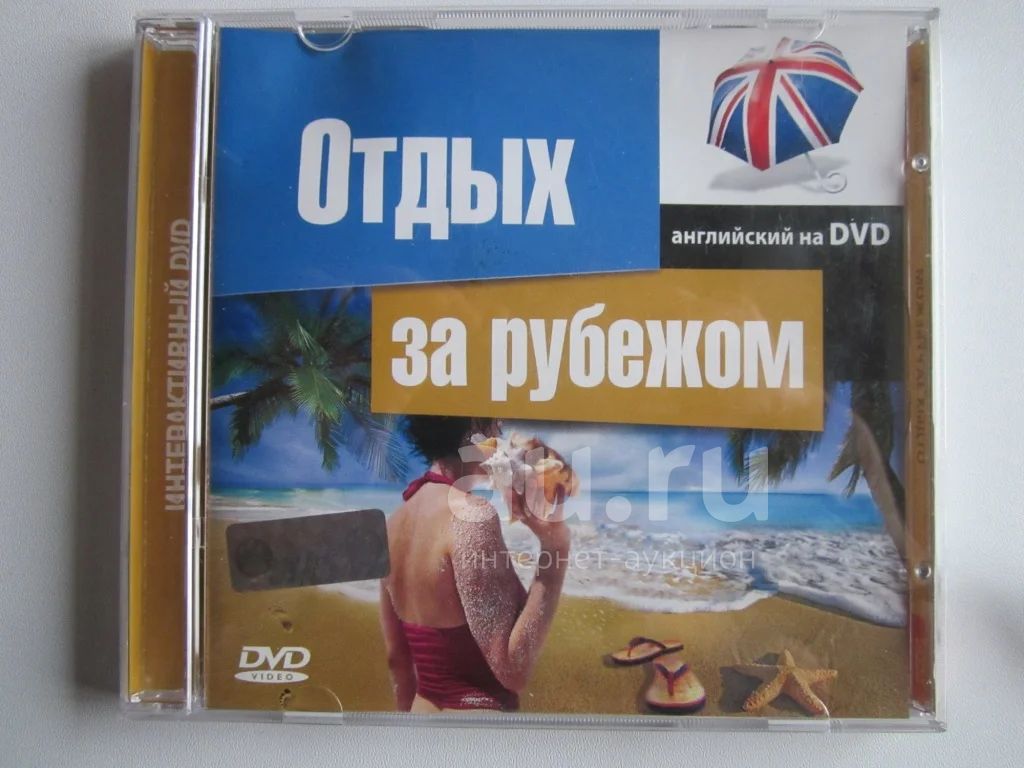 Отдых
английский на DVD
за рубежом
ИНТЕРАКТИВНЫЙ DVD
au.ru
интернет-аукцион
DVD
VIDEO